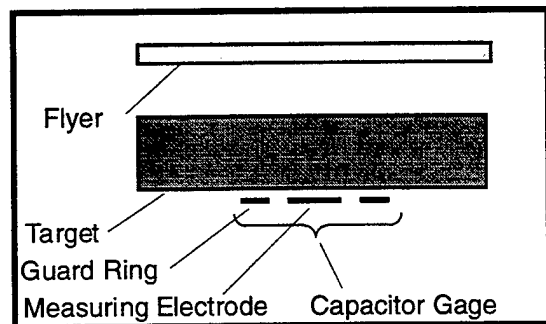 Flyer
Target
Guard Ring
Measuring Electrode
Capacitor Gage